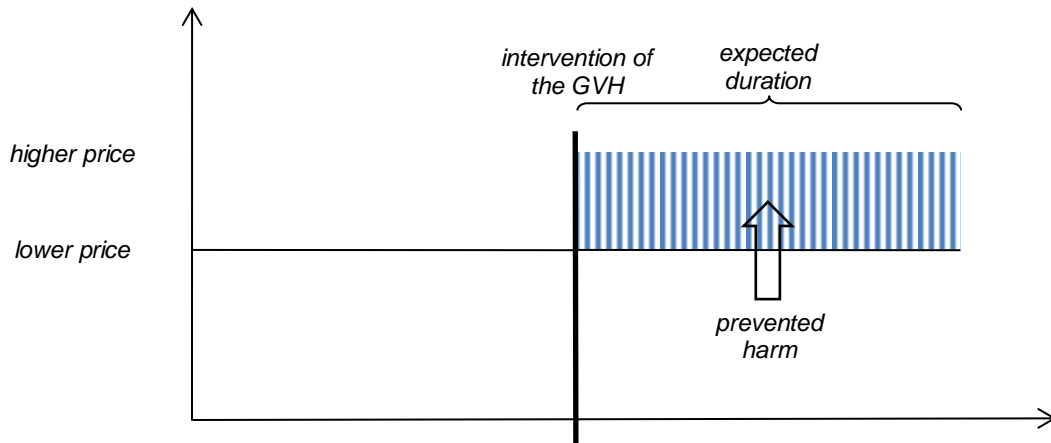 intervention of
the GVH
expected
duration
higher price
lower price
prevented
harm